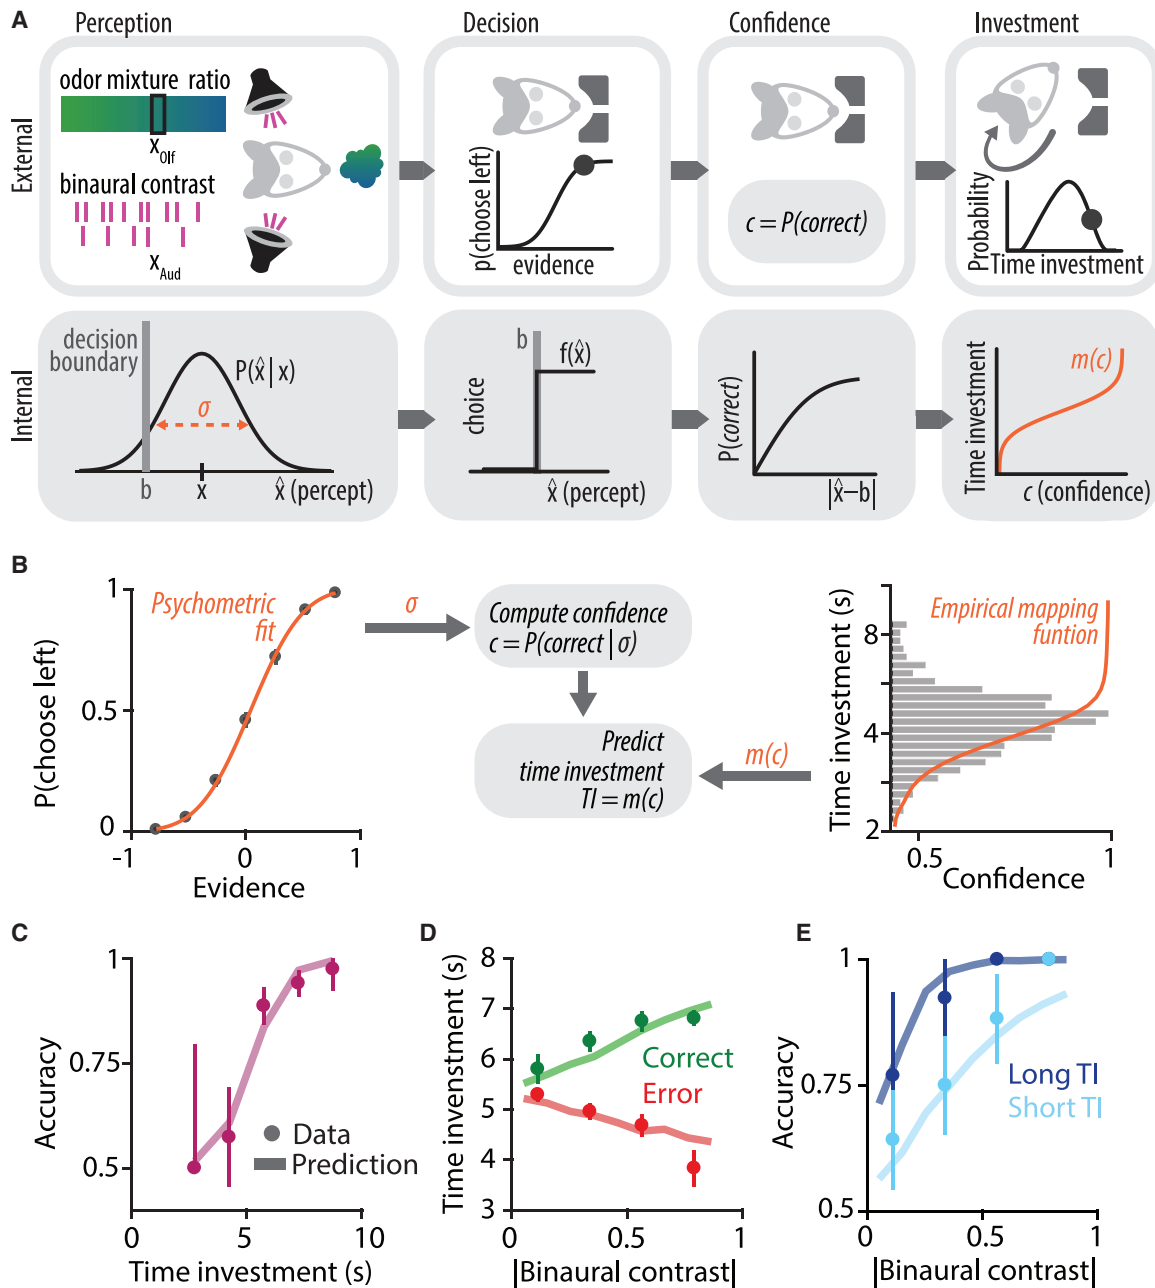 A
Perception
Decision
Confidence
Investment
External
odor mixture ratio
xOlf
binaural contrast
xAud
p(choose left)
evidence
c = P(correct)
Probability
Time investment
Internal
decision
boundary
P(x̂ | x)
σ
b
x
x̂ (percept)
b
f(x̂)
choice
x̂ (percept)
P(correct)
|x̂–b|
Time investment
m(c)
c (confidence)
B
P(choose left)
1
0.5
0
-1
0
1
Evidence
Psychometric
fit
σ
Compute confidence
c = P(correct | σ)
Predict
time investment
TI = m(c)
m(c)
Time investment (s)
8
4
2
0.5
1
Confidence
Empirical mapping
funtion
C
Accuracy
1
0.75
0.5
0
5
10
Time investment (s)
Data
Prediction
D
Time invenstment (s)
8
7
6
5
4
3
0
0.5
1
|Binaural contrast|
Correct
Error
E
Accuracy
1
0.75
0.5
0
0.5
1
|Binaural contrast|
Long TI
Short TI